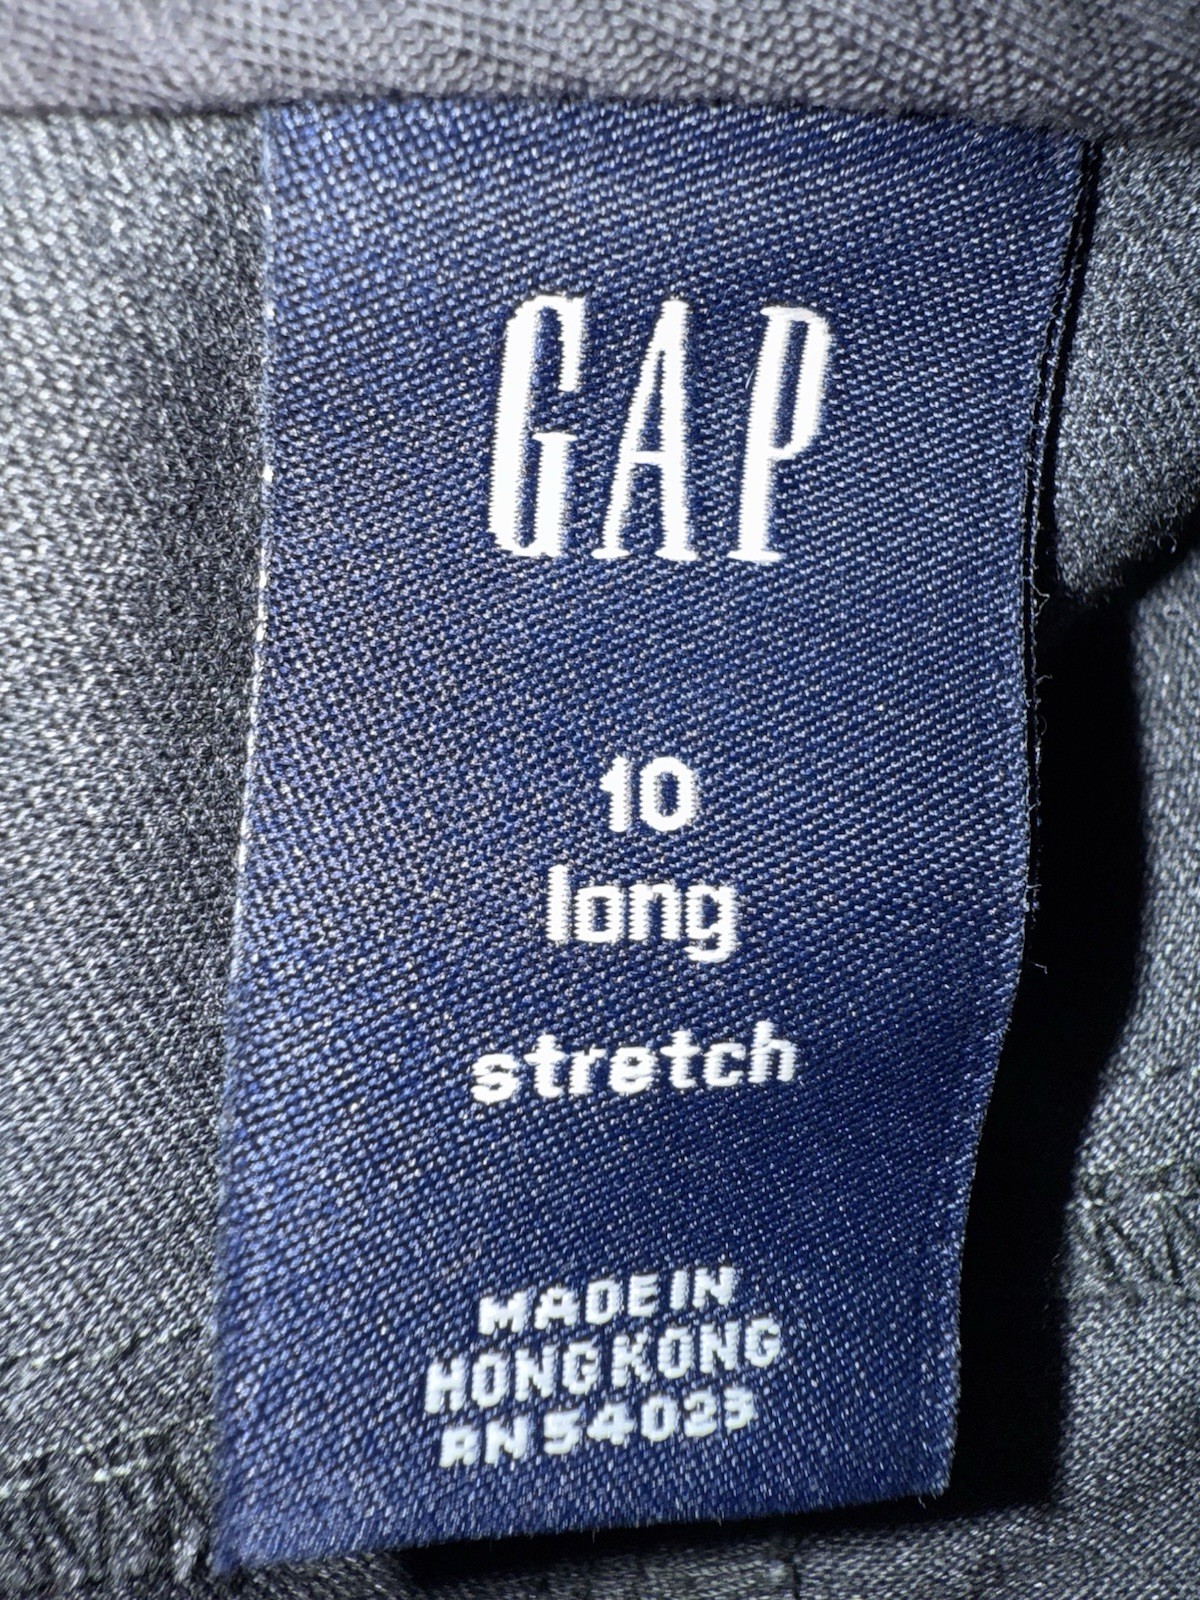 GAP
10
long
stretch
MADE IN
HONG KONG
RN 54023